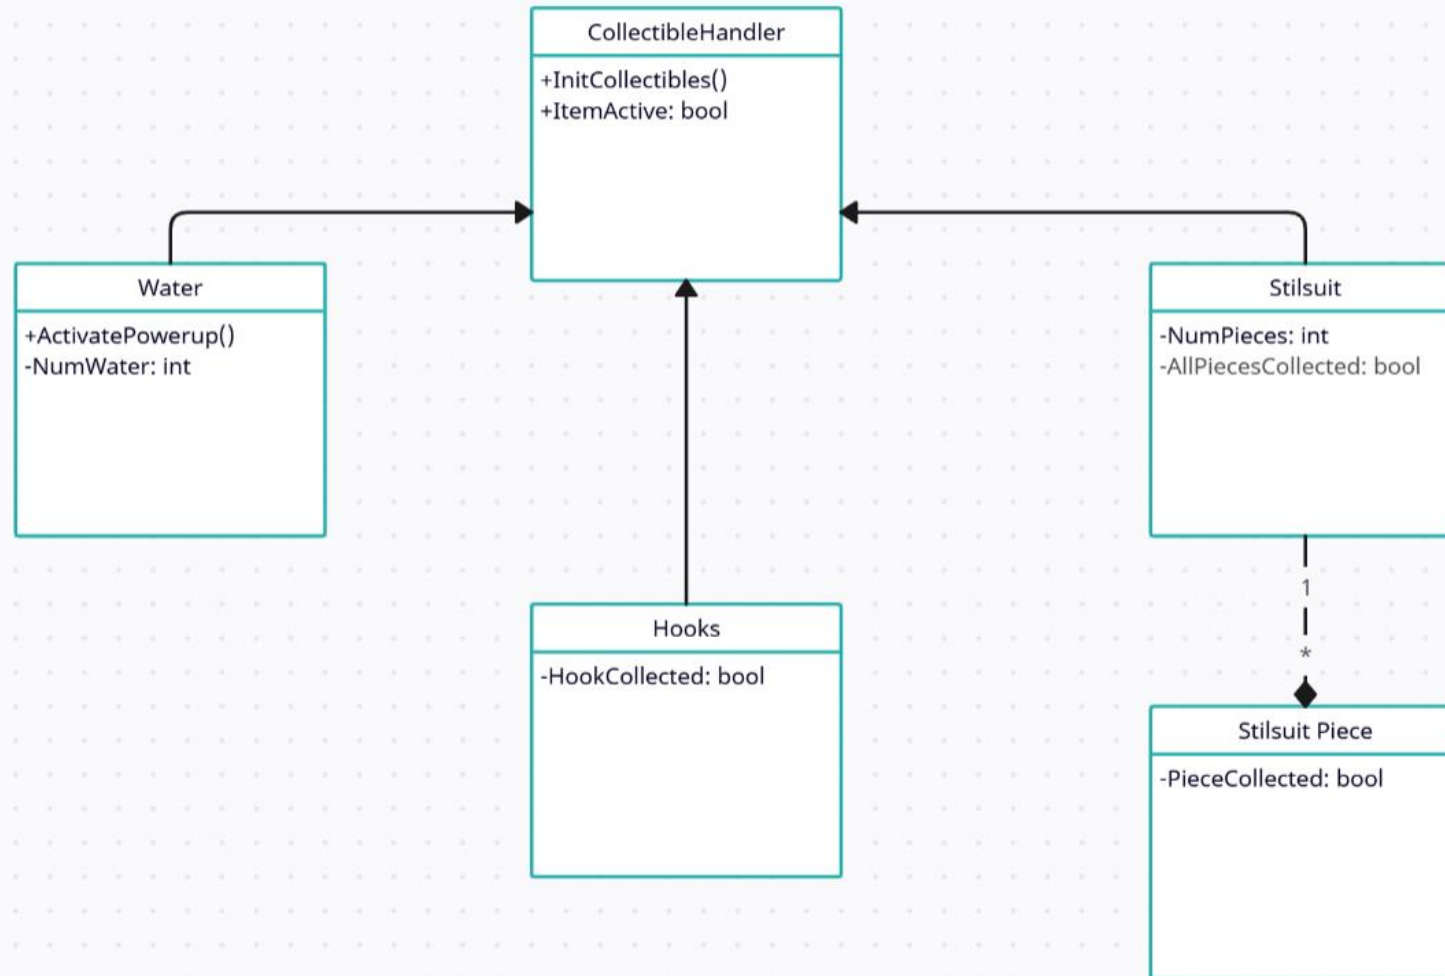 CollectibleHandler
+InitCollectibles()
+ItemActive: bool
Water
+ActivatePowerup()
-NumWater: int
Stilsuit
-NumPieces: int
-AllPiecesCollected: bool
1
*
Hooks
-HookCollected: bool
Stilsuit Piece
-PieceCollected: bool